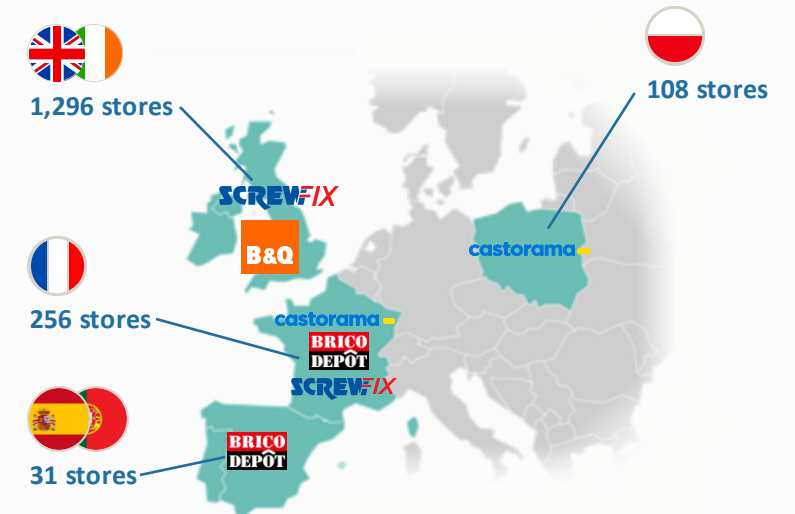 1,296 stores
108 stores
SCREWFIX
B&Q
castorama
256 stores
castorama
BRICO
DEPÔT
SCREWFIX
31 stores
BRICO
DEPÔT